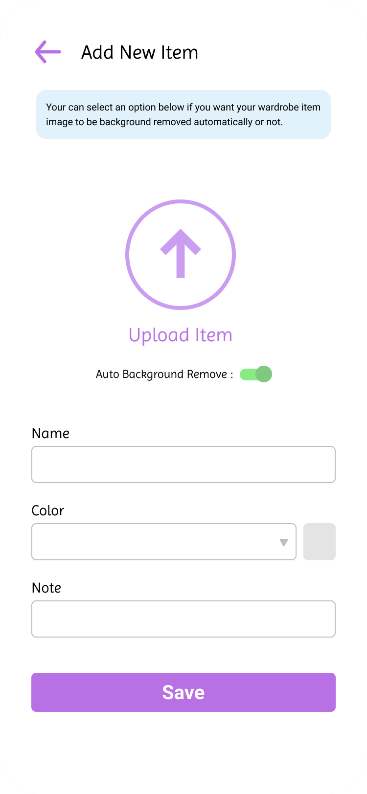 Add New Item
Your can select an option below if you want your wardrobe item
image to be background removed automatically or not.
Upload Item
Auto Background Remove :
Name
Color
Note
Save